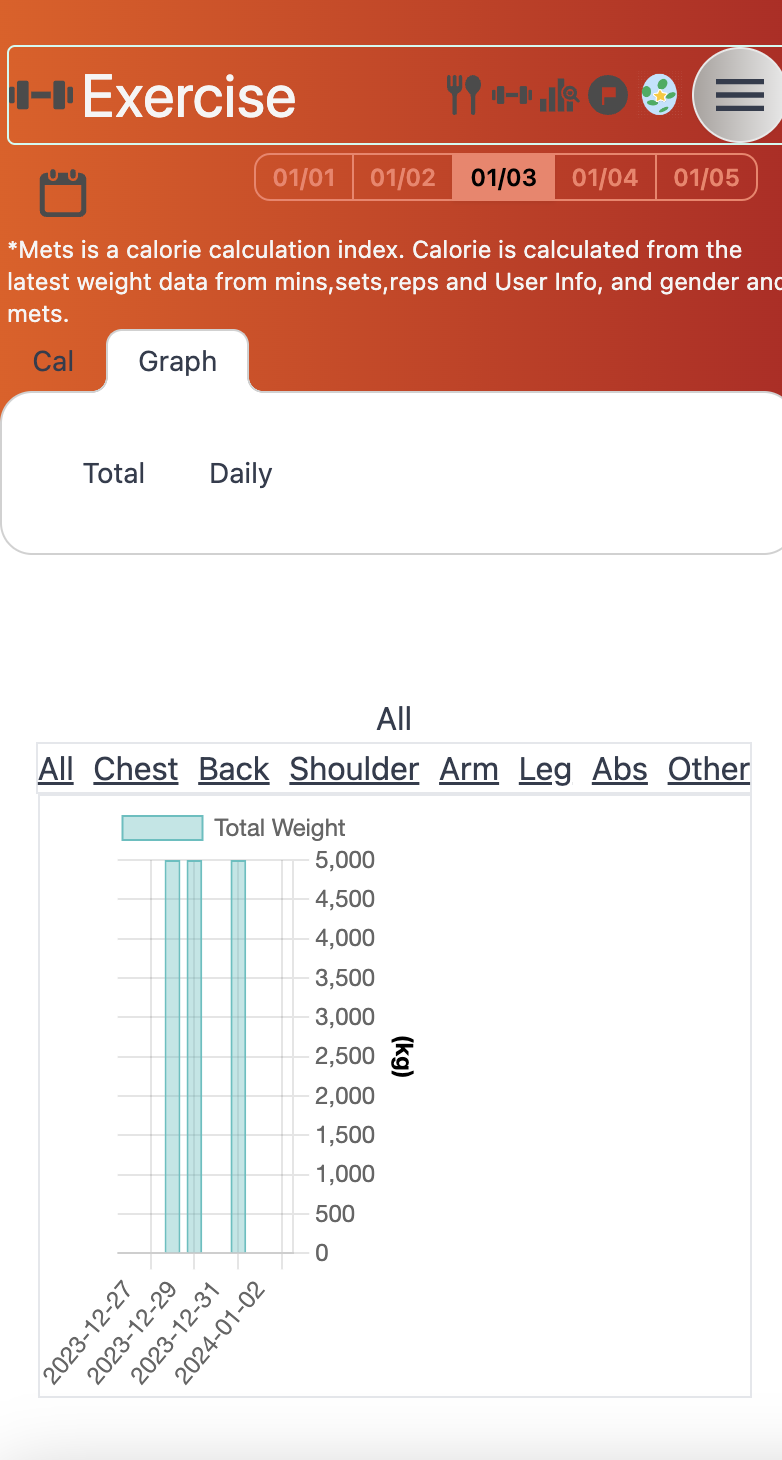 Exercise
01/01 01/02 01/03 01/04 01/05
*Mets is a calorie calculation index. Calorie is calculated from the
latest weight data from mins,sets,reps and User Info, and gender and
mets.
Cal Graph
Total Daily
All
All Chest Back Shoulder Arm Leg Abs Other
Total Weight
5,000
4,500
4,000
3,500
3,000
2,500
2,000
1,500
1,000
500
0
(kg)
2023-12-27
2023-12-29
2023-12-31
2024-01-02